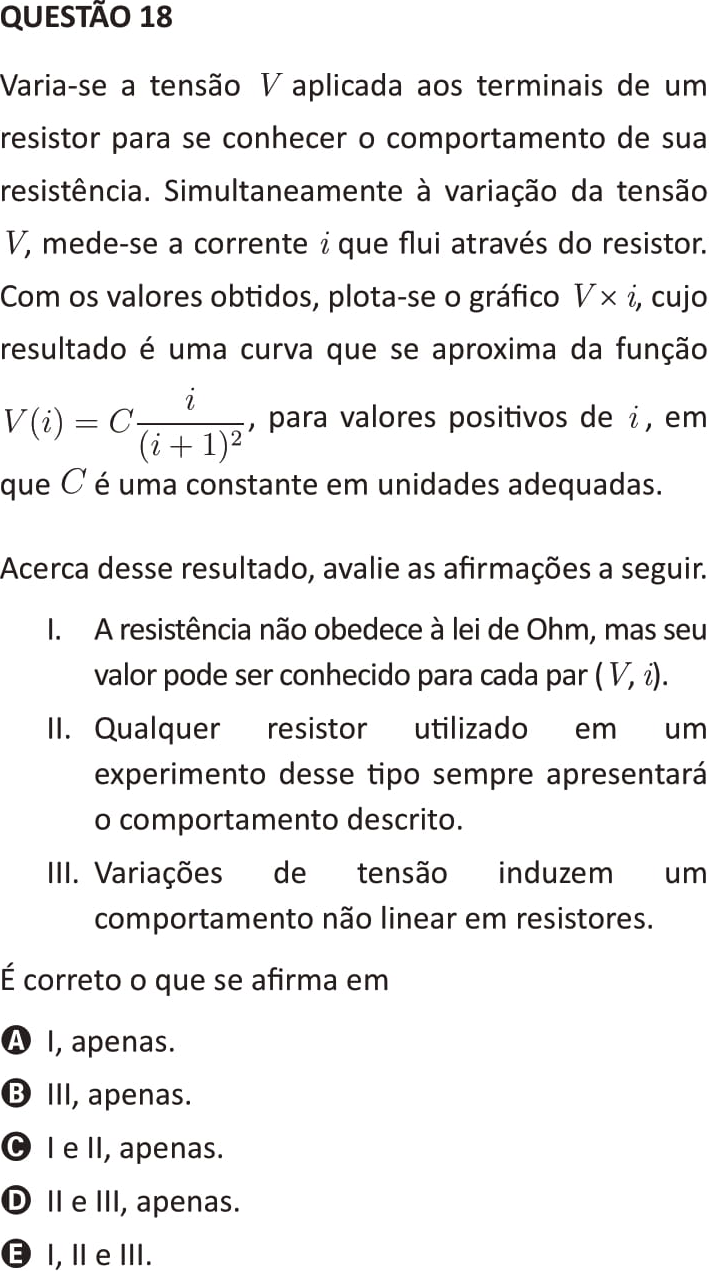 QUESTÃO 18
Varia-se a tensão V aplicada aos terminais de um
resistor para se conhecer o comportamento de sua
resistência. Simultaneamente à variação da tensão
V, mede-se a corrente i que flui através do resistor.
Com os valores obtidos, plota-se o gráfico V × i, cujo
resultado é uma curva que se aproxima da função
V(i) = C i/(i + 1)², para valores positivos de i, em
que C é uma constante em unidades adequadas.
Acerca desse resultado, avalie as afirmações a seguir.
I. A resistência não obedece à lei de Ohm, mas seu
valor pode ser conhecido para cada par (V, i).
II. Qualquer resistor utilizado em um
experimento desse tipo sempre apresentará
o comportamento descrito.
III. Variações de tensão induzem um
comportamento não linear em resistores.
É correto o que se afirma em
A I, apenas.
B III, apenas.
C I e II, apenas.
D II e III, apenas.
E I, II e III.